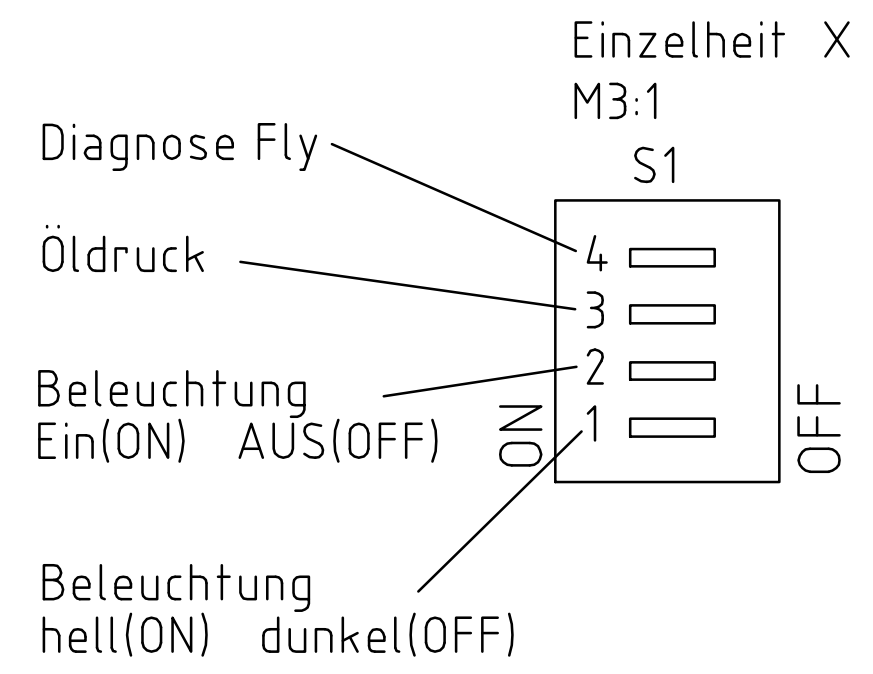 Einzelheit X
M3:1
S1
Diagnose Fly
4
Öldruck
3
2
Beleuchtung
Ein(ON) AUS(OFF)
1
ON
OFF
Beleuchtung
hell(ON) dunkel(OFF)